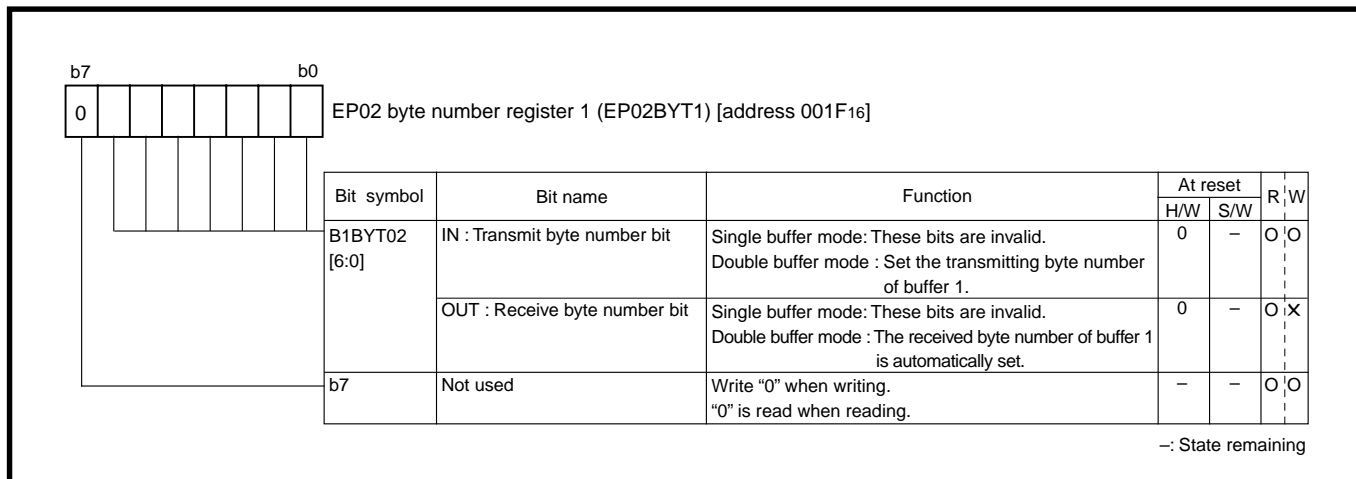 b7 b0
0
EP02 byte number register 1 (EP02BYT1) [address 001F16]
Bit symbol Bit name Function At reset R W
H/W S/W
B1BYT02 IN : Transmit byte number bit Single buffer mode: These bits are invalid. 0 – O O
[6:0] Double buffer mode : Set the transmitting byte number
of buffer 1.
OUT : Receive byte number bit Single buffer mode: These bits are invalid. 0 – O ✕
Double buffer mode : The received byte number of buffer 1
is automatically set.
b7 Not used Write “0” when writing. – – O O
“0” is read when reading.
–: State remaining